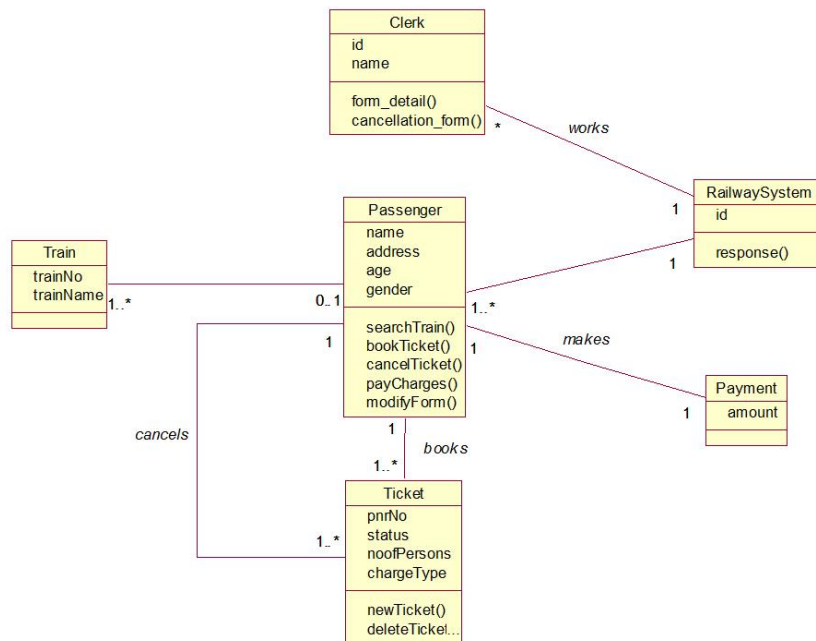 Clerk
id
name
form_detail()
cancellation_form()
*
works
RailwaySystem
id
response()
1
1
Passenger
name
address
age
gender
searchTrain()
bookTicket()
cancelTicket()
payCharges()
modifyForm()
Train
trainNo
trainName
1..*
0..1
1..*
1
1
makes
Payment
amount
1
cancels
1
books
1..*
Ticket
pnrNo
status
noofPersons
chargeType
newTicket()
deleteTicket...
1..*